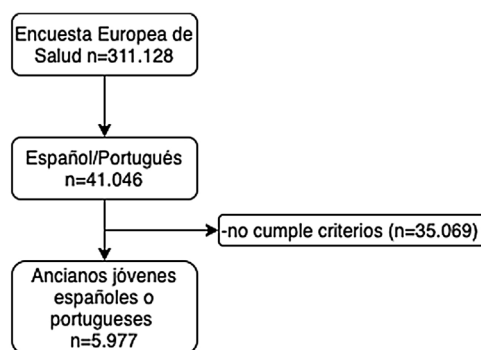 Encuesta Europea de
Salud n=311.128
Español/Portugués
n=41.046
-no cumple criterios (n=35.069)
Ancianos jóvenes
españoles o
portugueses
n=5.977